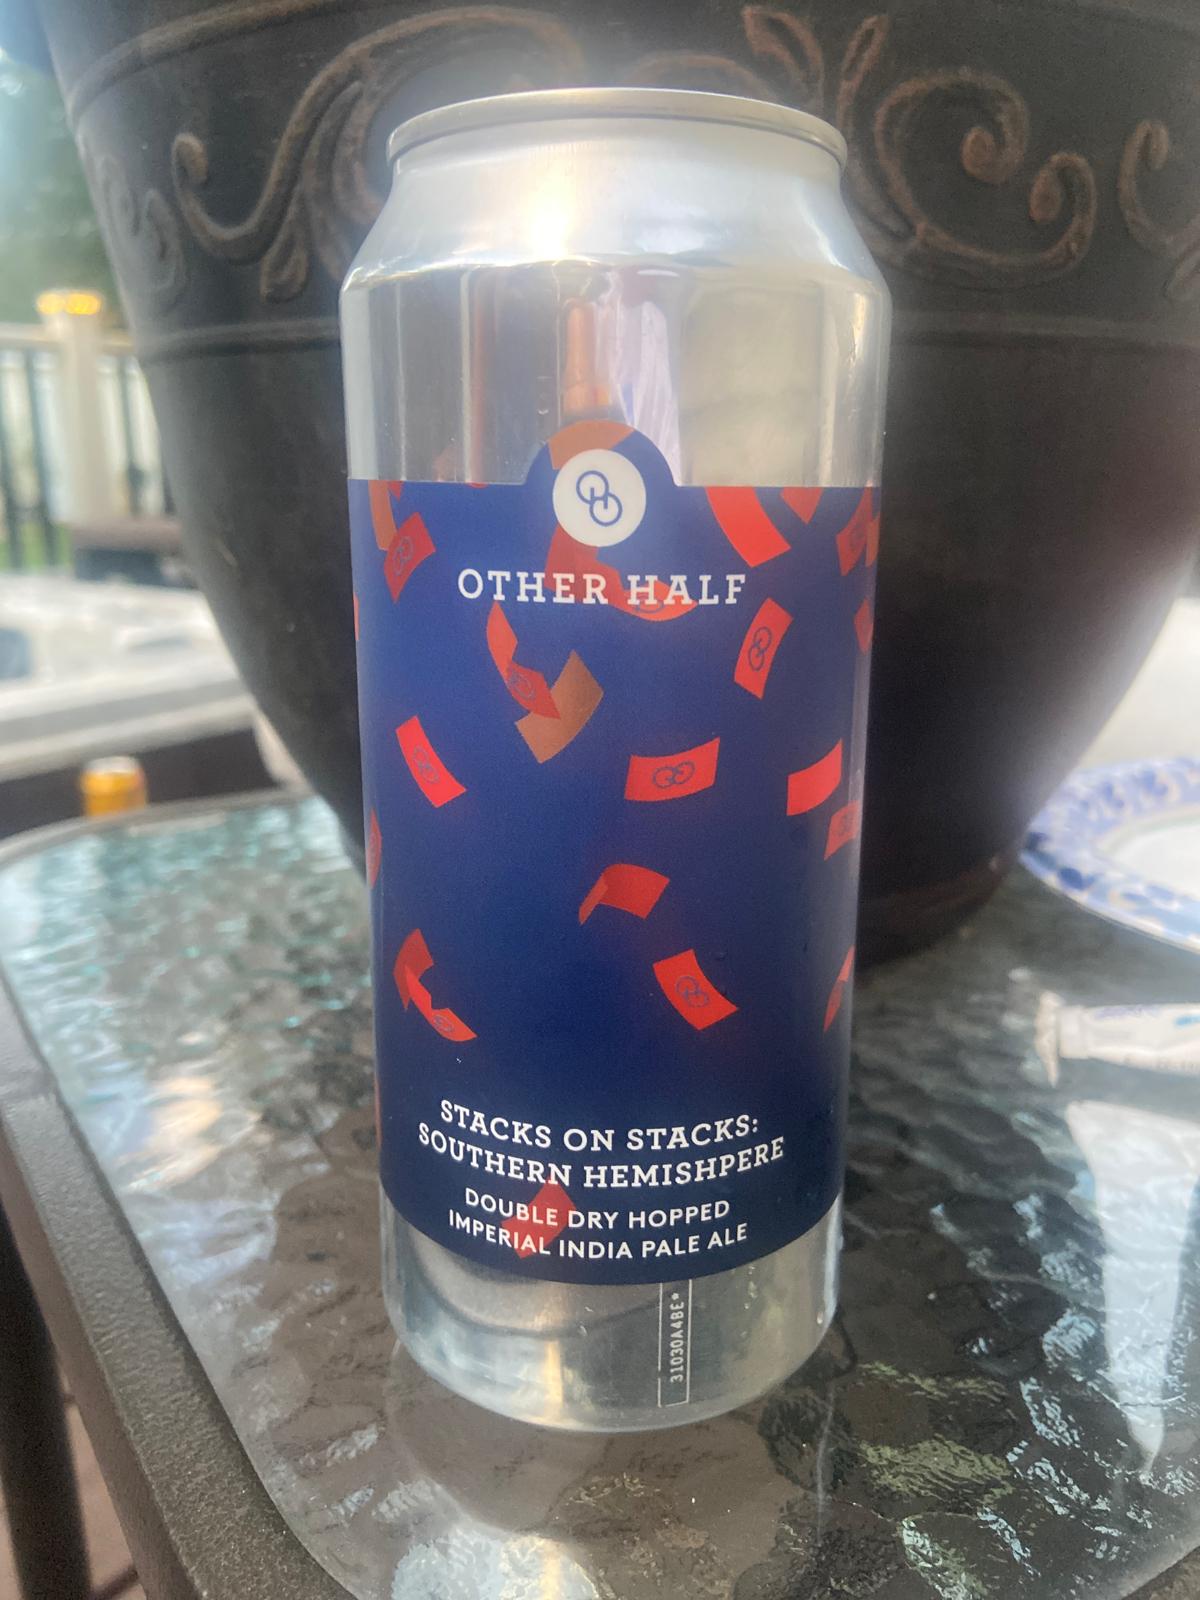 OTHER HALF
STACKS ON STACKS:
SOUTHERN HEMISHPERE
DOUBLE DRY HOPPED
IMPERIAL INDIA PALE ALE
31030A4BE*